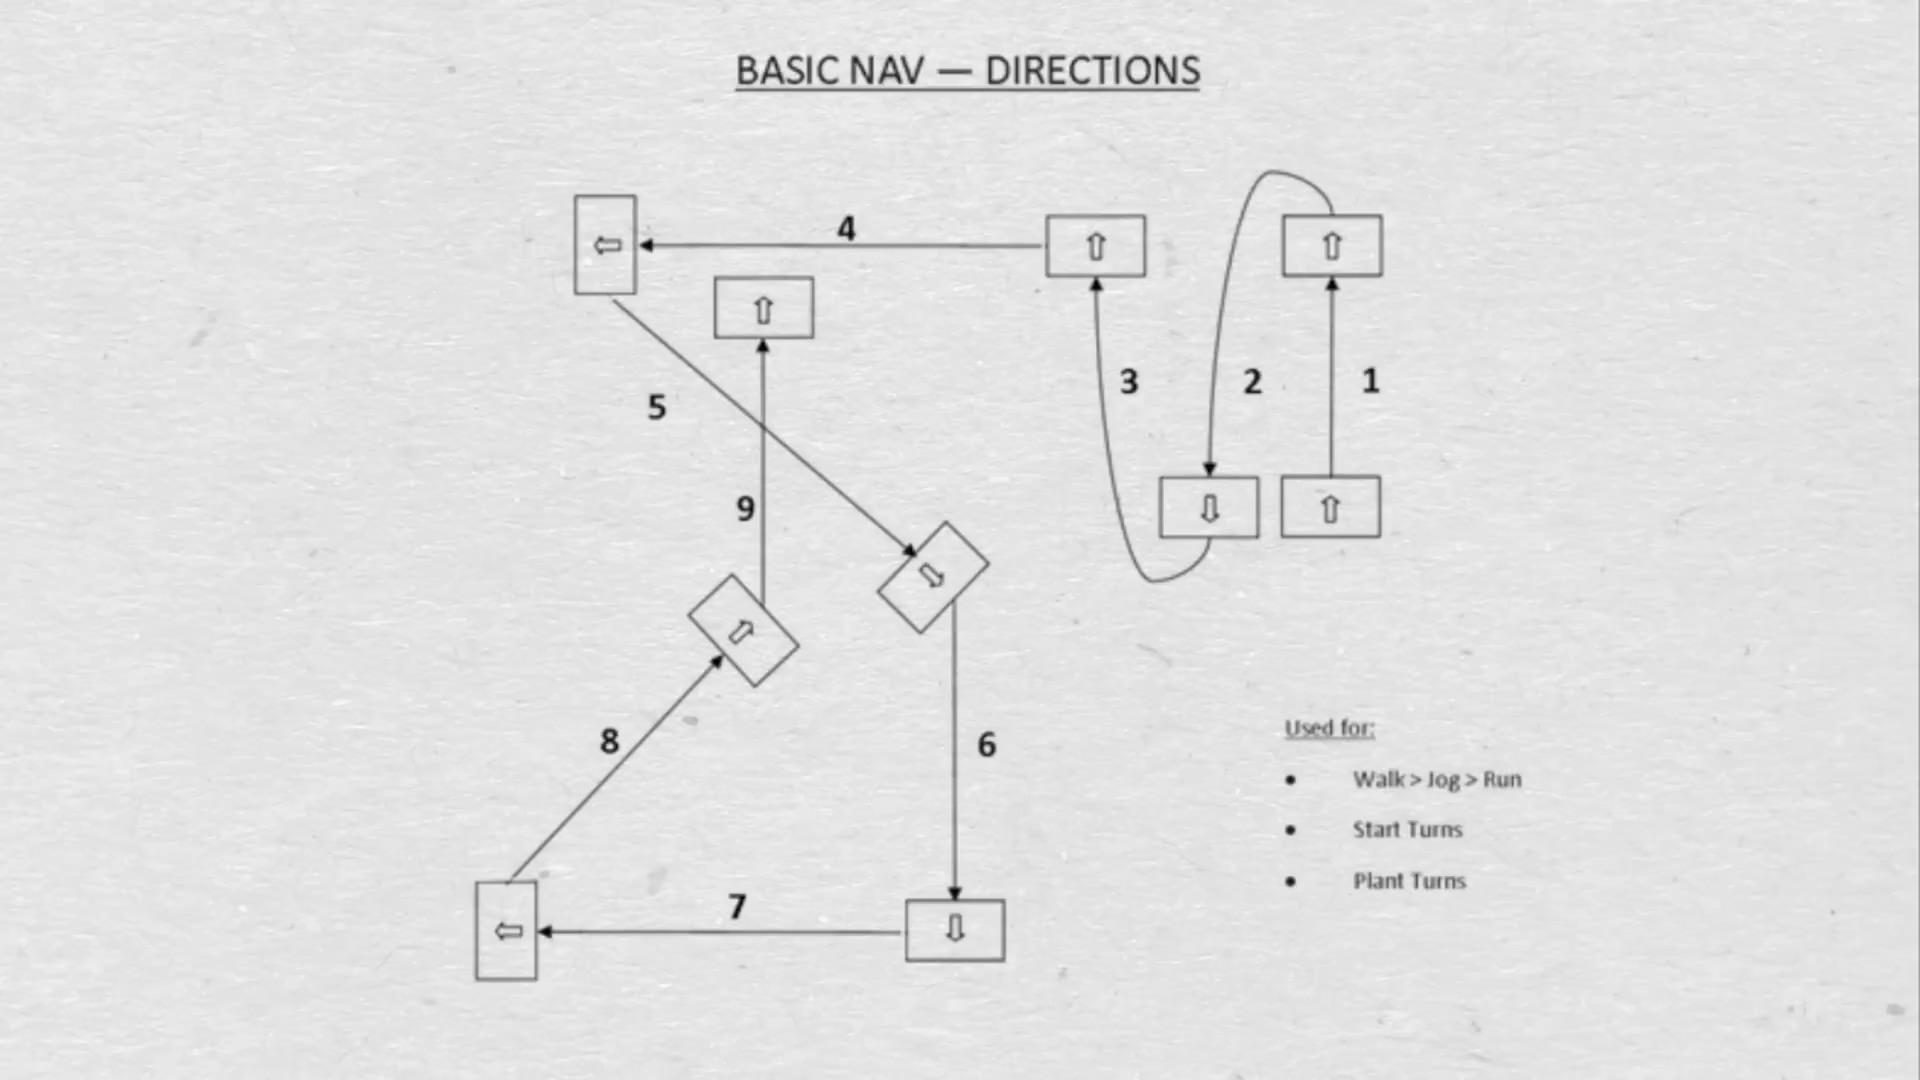 BASIC NAV — DIRECTIONS
4
3
2
1
5
9
8
6
7
Used for:
• Walk > Jog > Run
• Start Turns
• Plant Turns